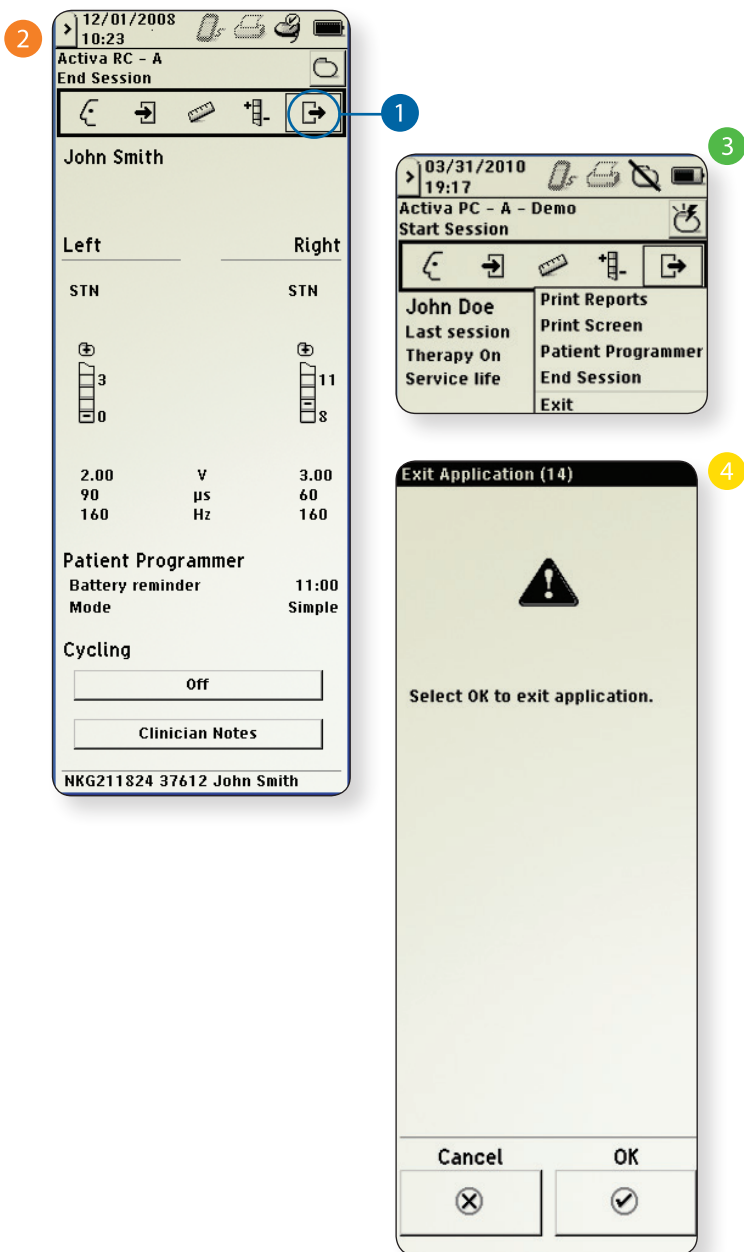 2
12/01/2008
10:23
Activa RC - A
End Session
1
John Smith
Left Right
STN STN
3 11
0 8
2.00 V 3.00
90 µs 60
160 Hz 160
Patient Programmer
Battery reminder 11:00
Mode Simple
Cycling
Off
Clinician Notes
NKG211824 37612 John Smith
3
03/31/2010
19:17
Activa PC - A - Demo
Start Session
John Doe
Last session
Therapy On
Service life
Print Reports
Print Screen
Patient Programmer
End Session
Exit
4
Exit Application (14)
Select OK to exit application.
Cancel OK